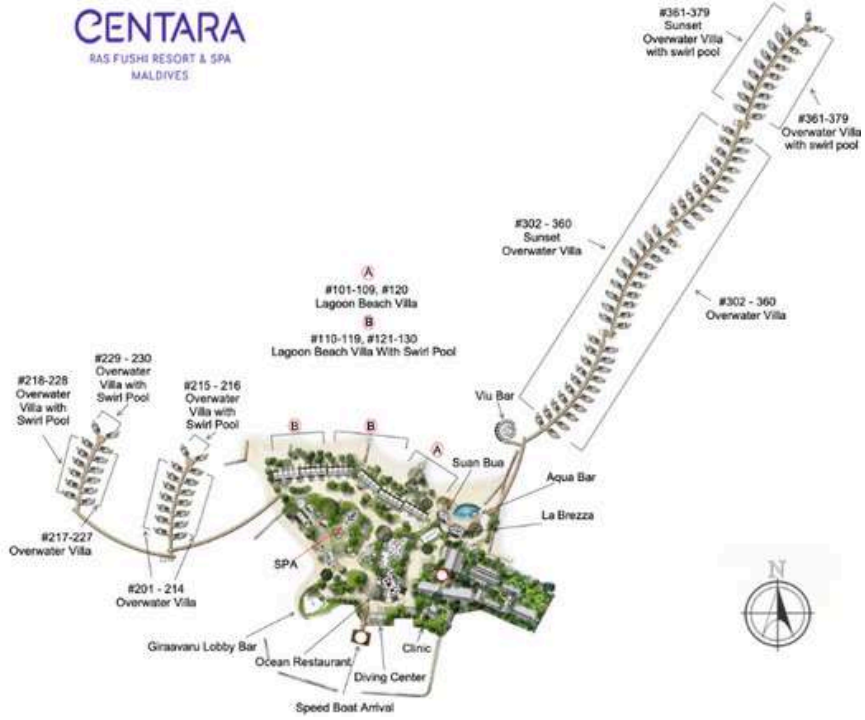 CENTARA
RAS FUSHI RESORT & SPA
MALDIVES
#361-379
Sunset
Overwater Villa
with swirl pool
#361-379
Overwater Villa
with swirl pool
#302 - 360
Sunset
Overwater Villa
#302 - 360
Overwater Villa
A
#101-109, #120
Lagoon Beach Villa
B
#110-119, #121-130
Lagoon Beach Villa With Swirl Pool
#229 - 230
Overwater
Villa with
Swirl Pool
#218-228
Overwater
Villa with
Swirl Pool
#215 - 216
Overwater
Villa with
Swirl Pool
Viu Bar
B
B
A
Suan Bua
Aqua Bar
La Brezza
#217-227
Overwater Villa
SPA
#201 - 214
Overwater Villa
N
Giraavaru Lobby Bar
Ocean Restaurant
Clinic
Diving Center
Speed Boat Arrival